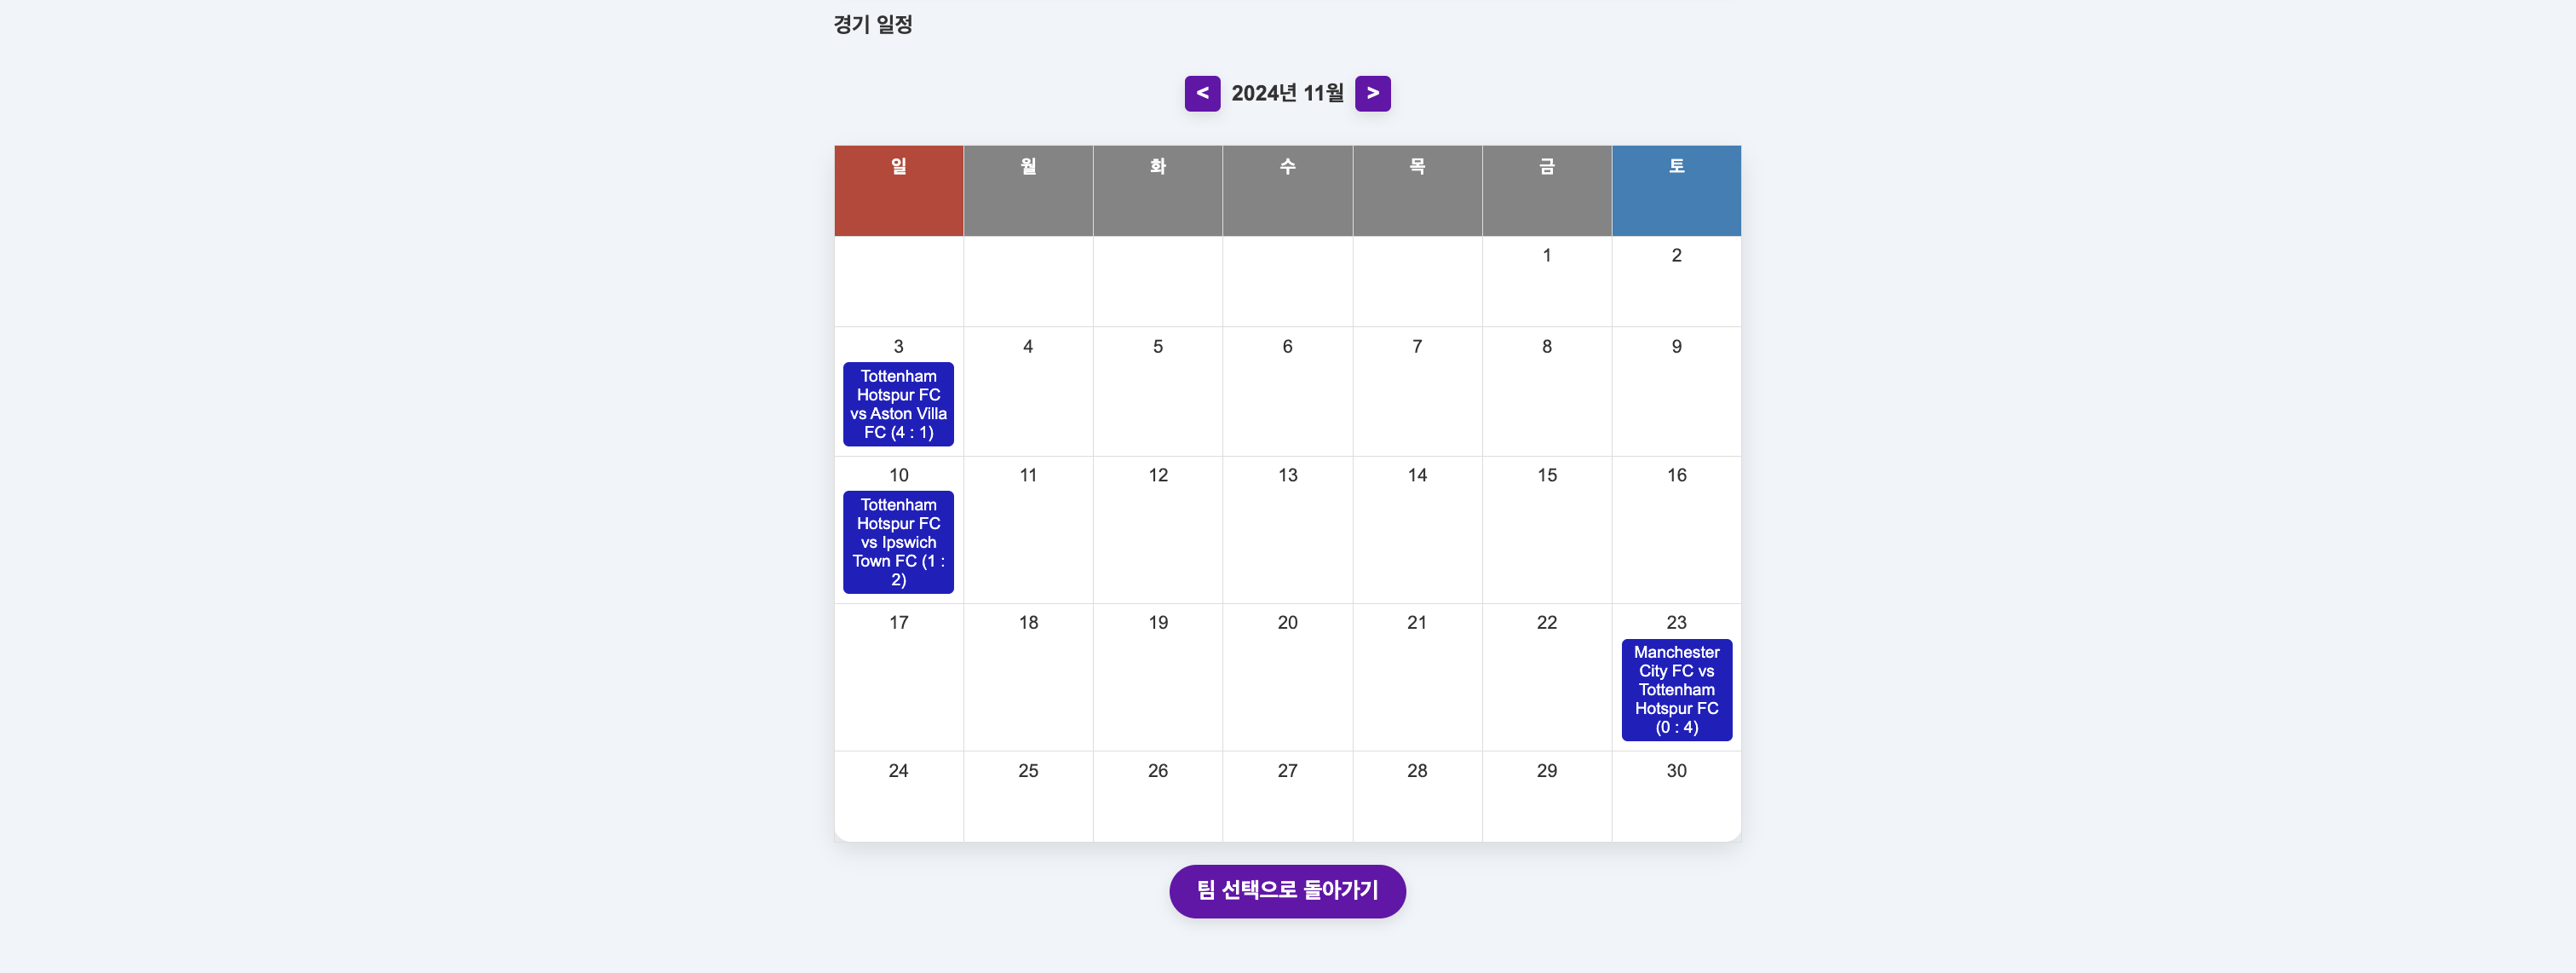 경기 일정
< 2024년 11월 >
일 월 화 수 목 금 토
1 2
3 4 5 6 7 8 9
Tottenham
Hotspur FC
vs Aston Villa
FC (4 : 1)
10 11 12 13 14 15 16
Tottenham
Hotspur FC
vs Ipswich
Town FC (1 :
2)
17 18 19 20 21 22 23
Manchester
City FC vs
Tottenham
Hotspur FC
(0 : 4)
24 25 26 27 28 29 30
팀 선택으로 돌아가기